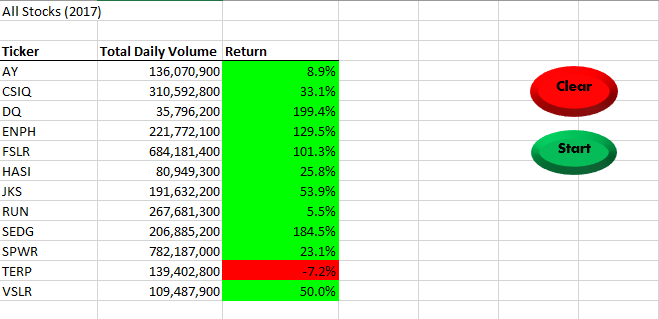 All Stocks (2017)
Ticker Total Daily Volume Return
AY 136,070,900 8.9%
CSIQ 310,592,800 33.1%
DQ 35,796,200 199.4%
ENPH 221,772,100 129.5%
FSLR 684,181,400 101.3%
HASI 80,949,300 25.8%
JKS 191,632,200 53.9%
RUN 267,681,300 5.5%
SEDG 206,885,200 184.5%
SPWR 782,187,000 23.1%
TERP 139,402,800 -7.2%
VSLR 109,487,900 50.0%
Clear
Start